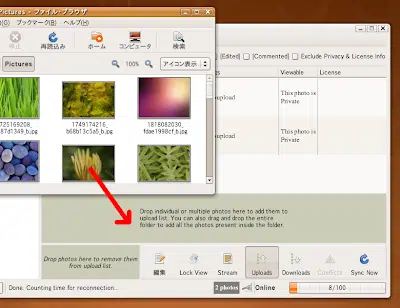 Pictures - ファイル・ブラウザ
ブックマーク(B) ヘルプ(H)
停止 再読込み ホーム コンピュータ 検索
Pictures 100% アイコン表示
[Edited] [Commented] Exclude Privacy & License Info
Viewable License
upload This photo is
Private
upload This photo is
Private
1749174216_
b68b13c5a5_b.jpg
1818082030_
fdae1998cf_b.jpg
725169208_
87d1349_b.jpg
Drop individual or multiple photos here to add them to
upload list. You can also drag and drop the entire
folder to add all the photos present inside the folder.
Drop photos here to remove them
from upload list.
編集 Lock View Stream Uploads Downloads Conflicts Sync Now
Done. Counting time for reconnection.. 2 photos Online 8/100